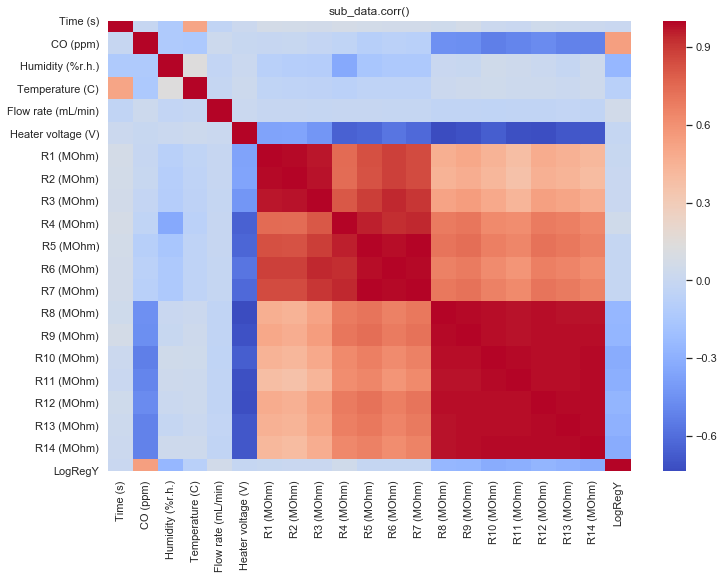 sub_data.corr()
Time (s)
CO (ppm)
Humidity (%r.h.)
Temperature (C)
Flow rate (mL/min)
Heater voltage (V)
R1 (MOhm)
R2 (MOhm)
R3 (MOhm)
R4 (MOhm)
R5 (MOhm)
R6 (MOhm)
R7 (MOhm)
R8 (MOhm)
R9 (MOhm)
R10 (MOhm)
R11 (MOhm)
R12 (MOhm)
R13 (MOhm)
R14 (MOhm)
LogRegY
Time (s)
CO (ppm)
Humidity (%r.h.)
Temperature (C)
Flow rate (mL/min)
Heater voltage (V)
R1 (MOhm)
R2 (MOhm)
R3 (MOhm)
R4 (MOhm)
R5 (MOhm)
R6 (MOhm)
R7 (MOhm)
R8 (MOhm)
R9 (MOhm)
R10 (MOhm)
R11 (MOhm)
R12 (MOhm)
R13 (MOhm)
R14 (MOhm)
LogRegY
0.9
0.6
0.3
0.0
−0.3
−0.6